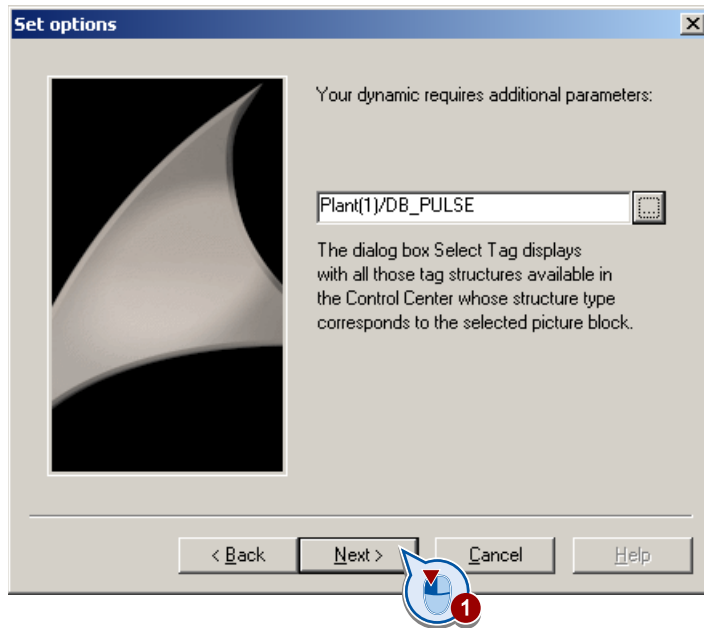 Set options
Your dynamic requires additional parameters:
Plant(1)/DB_PULSE
...
The dialog box Select Tag displays
with all those tag structures available in
the Control Center whose structure type
corresponds to the selected picture block.
< Back
Next >
Cancel
Help
1